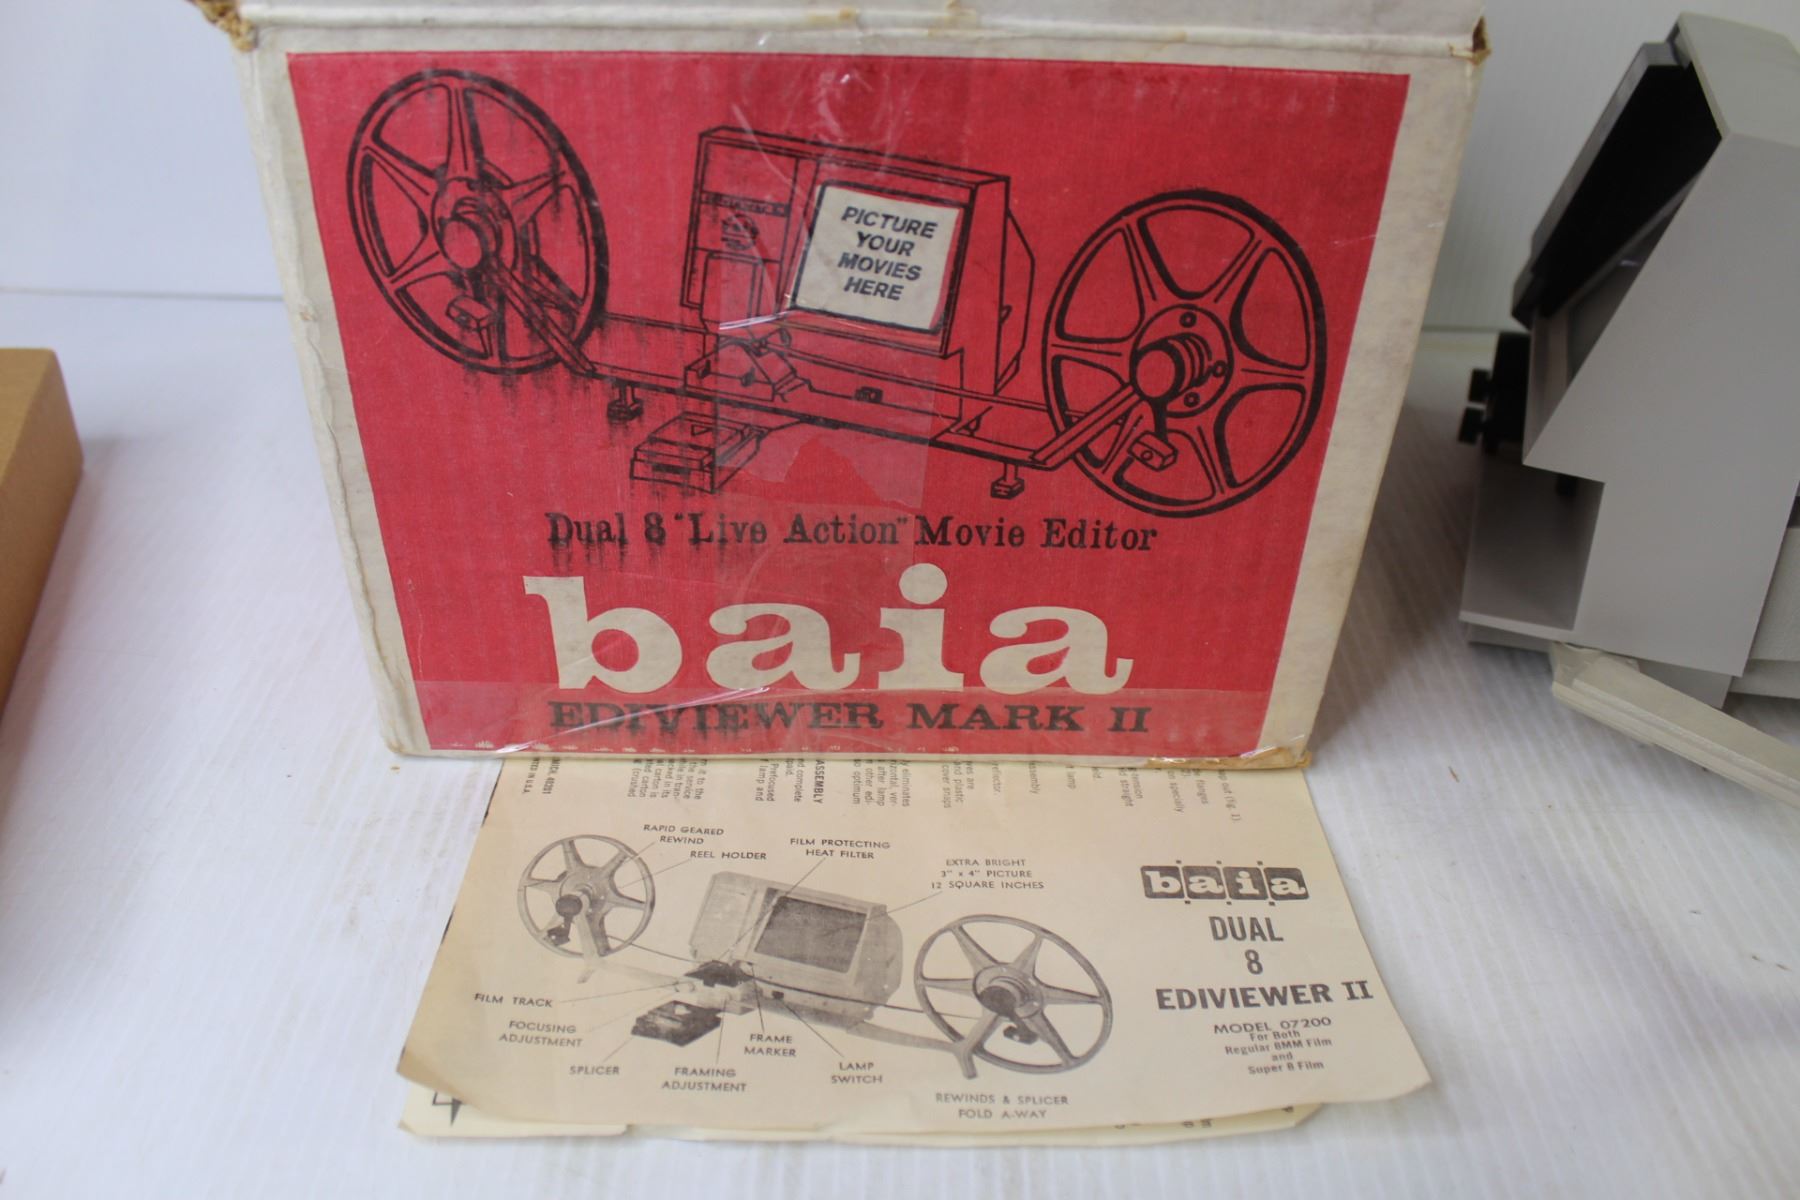 PICTURE
YOUR
MOVIES
HERE
Dual 8 "Live Action" Movie Editor
baia
EDIVIEWER MARK II
RAPID GEARED
REWIND
REEL HOLDER
FILM PROTECTING
HEAT FILTER
EXTRA BRIGHT
3" x 4" PICTURE
12 SQUARE INCHES
FILM TRACK
FOCUSING
ADJUSTMENT
SPLICER
FRAMING
ADJUSTMENT
FRAME
MARKER
LAMP
SWITCH
REWINDS & SPLICER
FOLD A-WAY
baia
DUAL
8
EDIVIEWER II
MODEL 07200
For Both
Regular 8MM Film
and
Super 8 Film